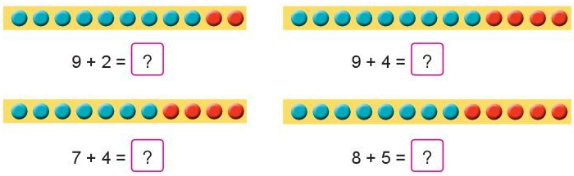 9 + 2 = ?
9 + 4 = ?
7 + 4 = ?
8 + 5 = ?